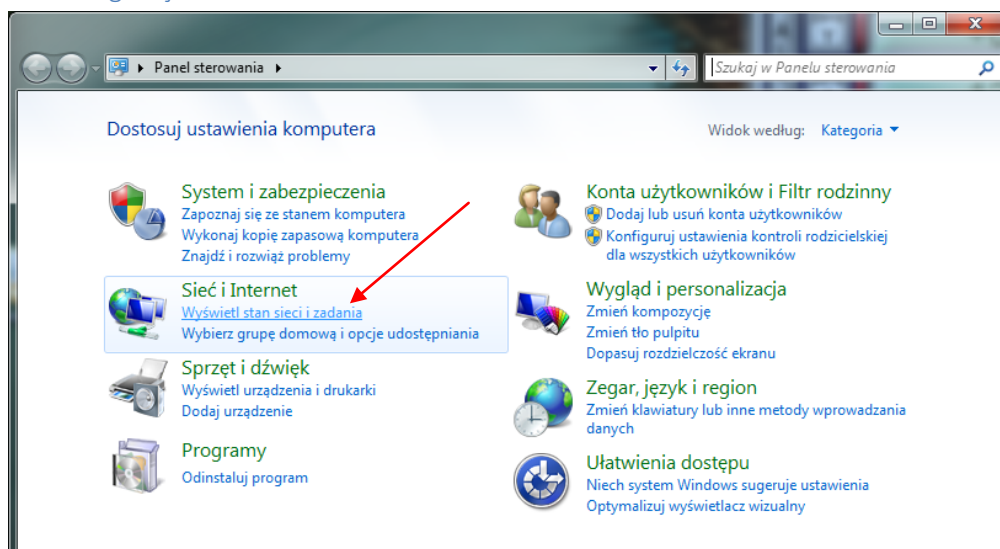 Panel sterowania
Szukaj w Panelu sterowania
Dostosuj ustawienia komputera
Widok według: Kategoria
System i zabezpieczenia
Zapoznaj się ze stanem komputera
Wykonaj kopię zapasową komputera
Znajdź i rozwiąż problemy
Sieć i Internet
Wyświetl stan sieci i zadania
Wybierz grupę domową i opcje udostępniania
Sprzęt i dźwięk
Wyświetl urządzenia i drukarki
Dodaj urządzenie
Programy
Odinstaluj program
Konta użytkowników i Filtr rodzinny
Dodaj lub usuń konta użytkowników
Konfiguruj ustawienia kontroli rodzicielskiej
dla wszystkich użytkowników
Wygląd i personalizacja
Zmień kompozycję
Zmień tło pulpitu
Dopasuj rozdzielczość ekranu
Zegar, język i region
Zmień klawiatury lub inne metody wprowadzania
danych
Ułatwienia dostępu
Niech system Windows sugeruje ustawienia
Optymalizuj wyświetlacz wizualny